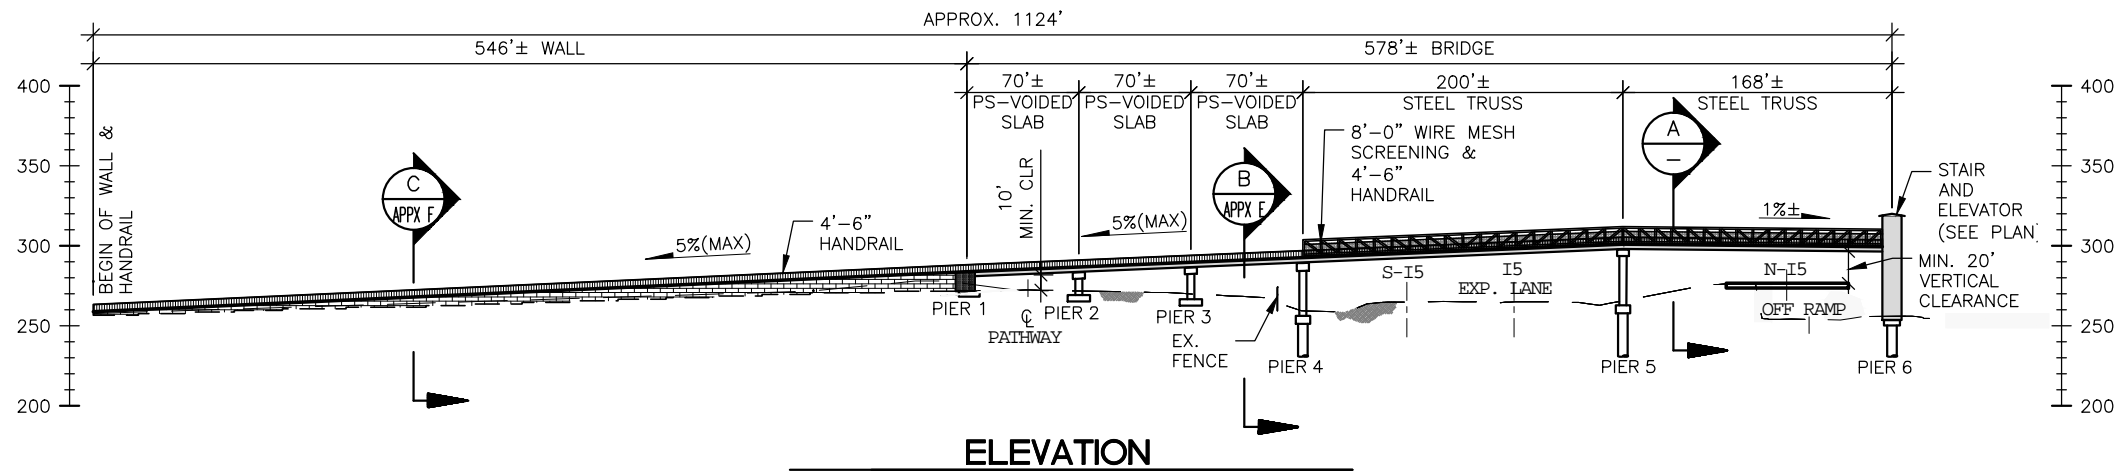 APPROX. 1124'
546'± WALL
578'± BRIDGE
70'±
PS-VOIDED
SLAB
70'±
PS-VOIDED
SLAB
70'±
PS-VOIDED
SLAB
200'±
STEEL TRUSS
168'±
STEEL TRUSS
400
350
300
250
200
400
350
300
250
200
BEGIN OF WALL &
HANDRAIL
C
APPX F
5%(MAX)
4'-6"
HANDRAIL
10'
MIN. CLR
5%(MAX)
B
APPX F
8'-0" WIRE MESH
SCREENING &
4'-6"
HANDRAIL
A
–
1%±
STAIR
AND
ELEVATOR
(SEE PLAN)
MIN. 20'
VERTICAL
CLEARANCE
S-I5
I5
EXP. LANE
N-I5
OFF RAMP
PIER 1
℄
PATHWAY
PIER 2
PIER 3
EX.
FENCE
PIER 4
PIER 5
PIER 6
ELEVATION